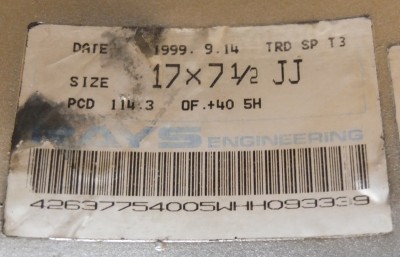 DATE 1999. 9.14 TRD SP T3
SIZE 17×7½ JJ
PCD 114.3 OF.+40 5H
RAYS ENGINEERING
42637754005WHH093339